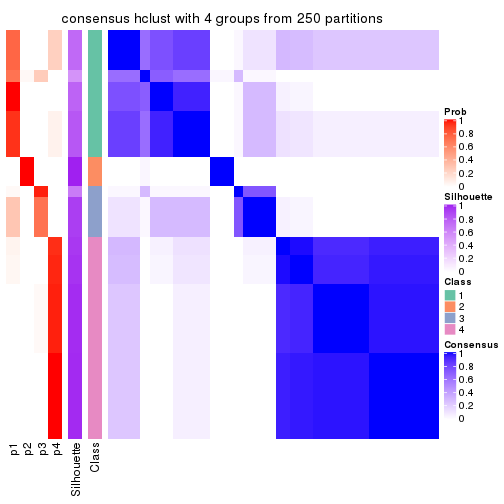 consensus hclust with 4 groups from 250 partitions
Prob
1
0.8
0.6
0.4
0.2
0
Silhouette
1
0.8
0.6
0.4
0.2
0
Class
1
2
3
4
Consensus
1
0.8
0.6
0.4
0.2
0
p1
p2
p3
p4
Silhouette
Class